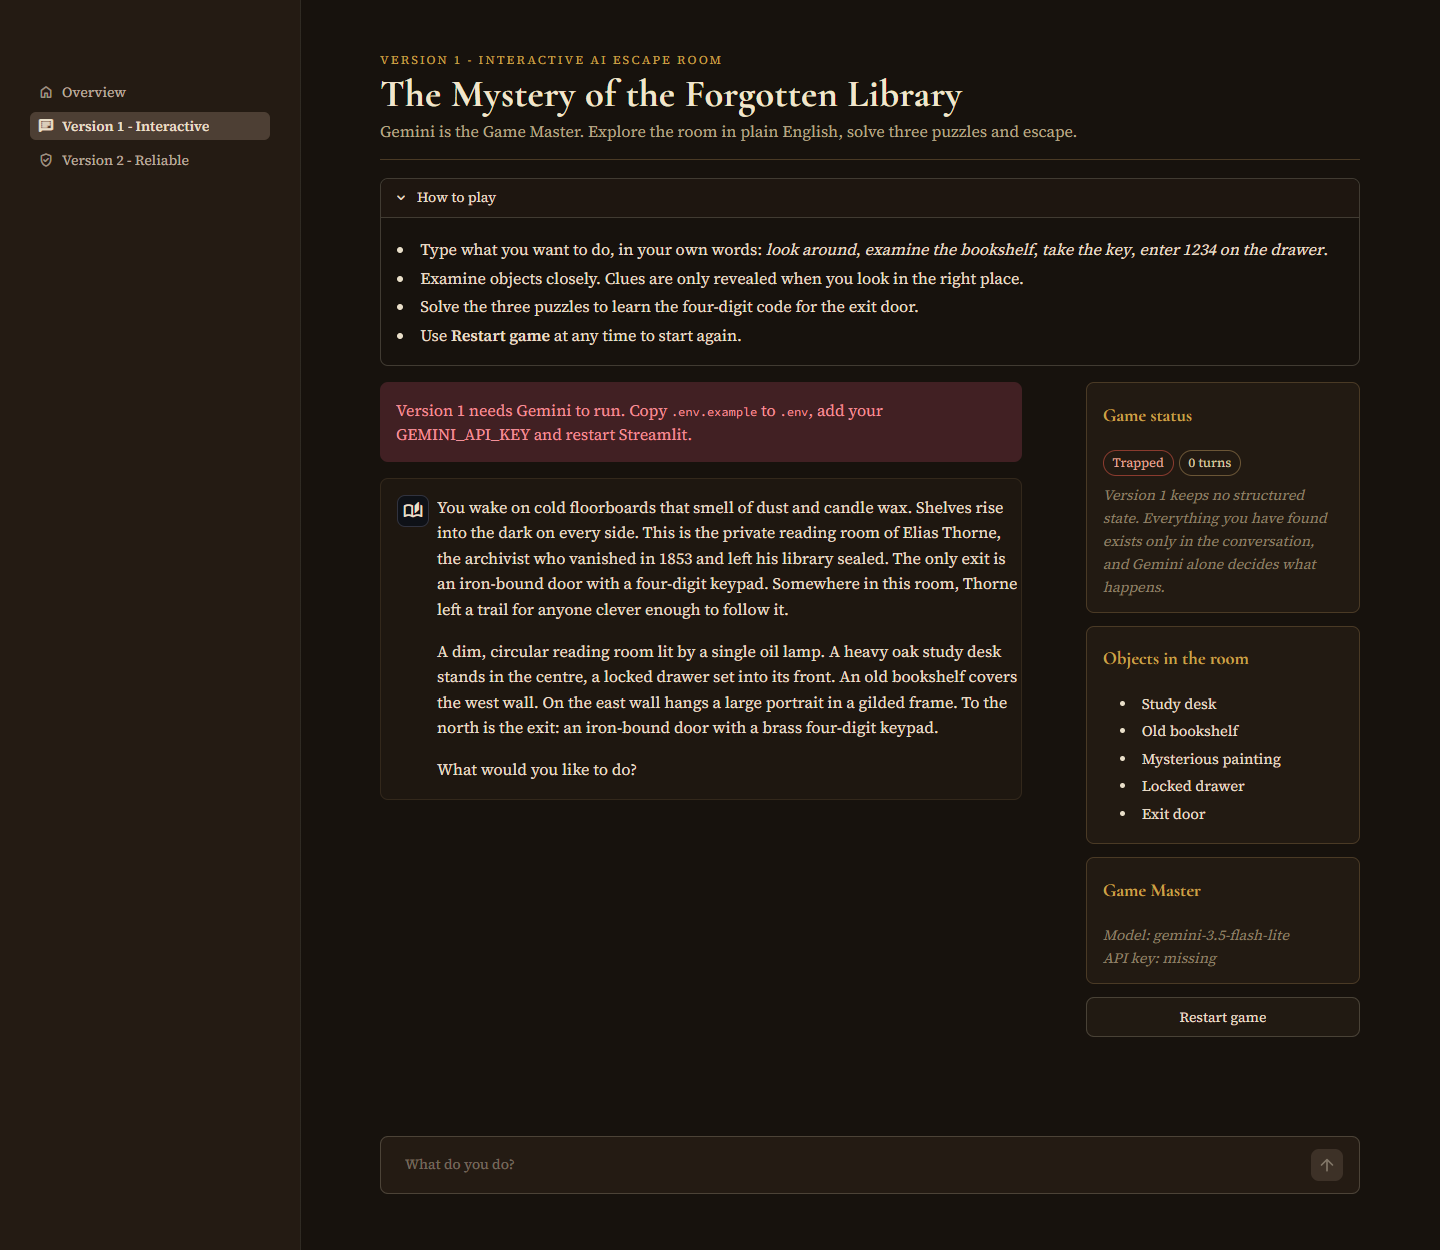 Overview
Version 1 - Interactive
Version 2 - Reliable
VERSION 1 - INTERACTIVE AI ESCAPE ROOM
The Mystery of the Forgotten Library
Gemini is the Game Master. Explore the room in plain English, solve three puzzles and escape.
How to play
Type what you want to do, in your own words: look around, examine the bookshelf, take the key, enter 1234 on the drawer.
Examine objects closely. Clues are only revealed when you look in the right place.
Solve the three puzzles to learn the four-digit code for the exit door.
Use Restart game at any time to start again.
Version 1 needs Gemini to run. Copy .env.example to .env, add your
GEMINI_API_KEY and restart Streamlit.
You wake on cold floorboards that smell of dust and candle wax. Shelves rise
into the dark on every side. This is the private reading room of Elias Thorne,
the archivist who vanished in 1853 and left his library sealed. The only exit is
an iron-bound door with a four-digit keypad. Somewhere in this room, Thorne
left a trail for anyone clever enough to follow it.
A dim, circular reading room lit by a single oil lamp. A heavy oak study desk
stands in the centre, a locked drawer set into its front. An old bookshelf covers
the west wall. On the east wall hangs a large portrait in a gilded frame. To the
north is the exit: an iron-bound door with a brass four-digit keypad.
What would you like to do?
Game status
Trapped
0 turns
Version 1 keeps no structured
state. Everything you have found
exists only in the conversation,
and Gemini alone decides what
happens.
Objects in the room
Study desk
Old bookshelf
Mysterious painting
Locked drawer
Exit door
Game Master
Model: gemini-3.5-flash-lite
API key: missing
Restart game
What do you do?